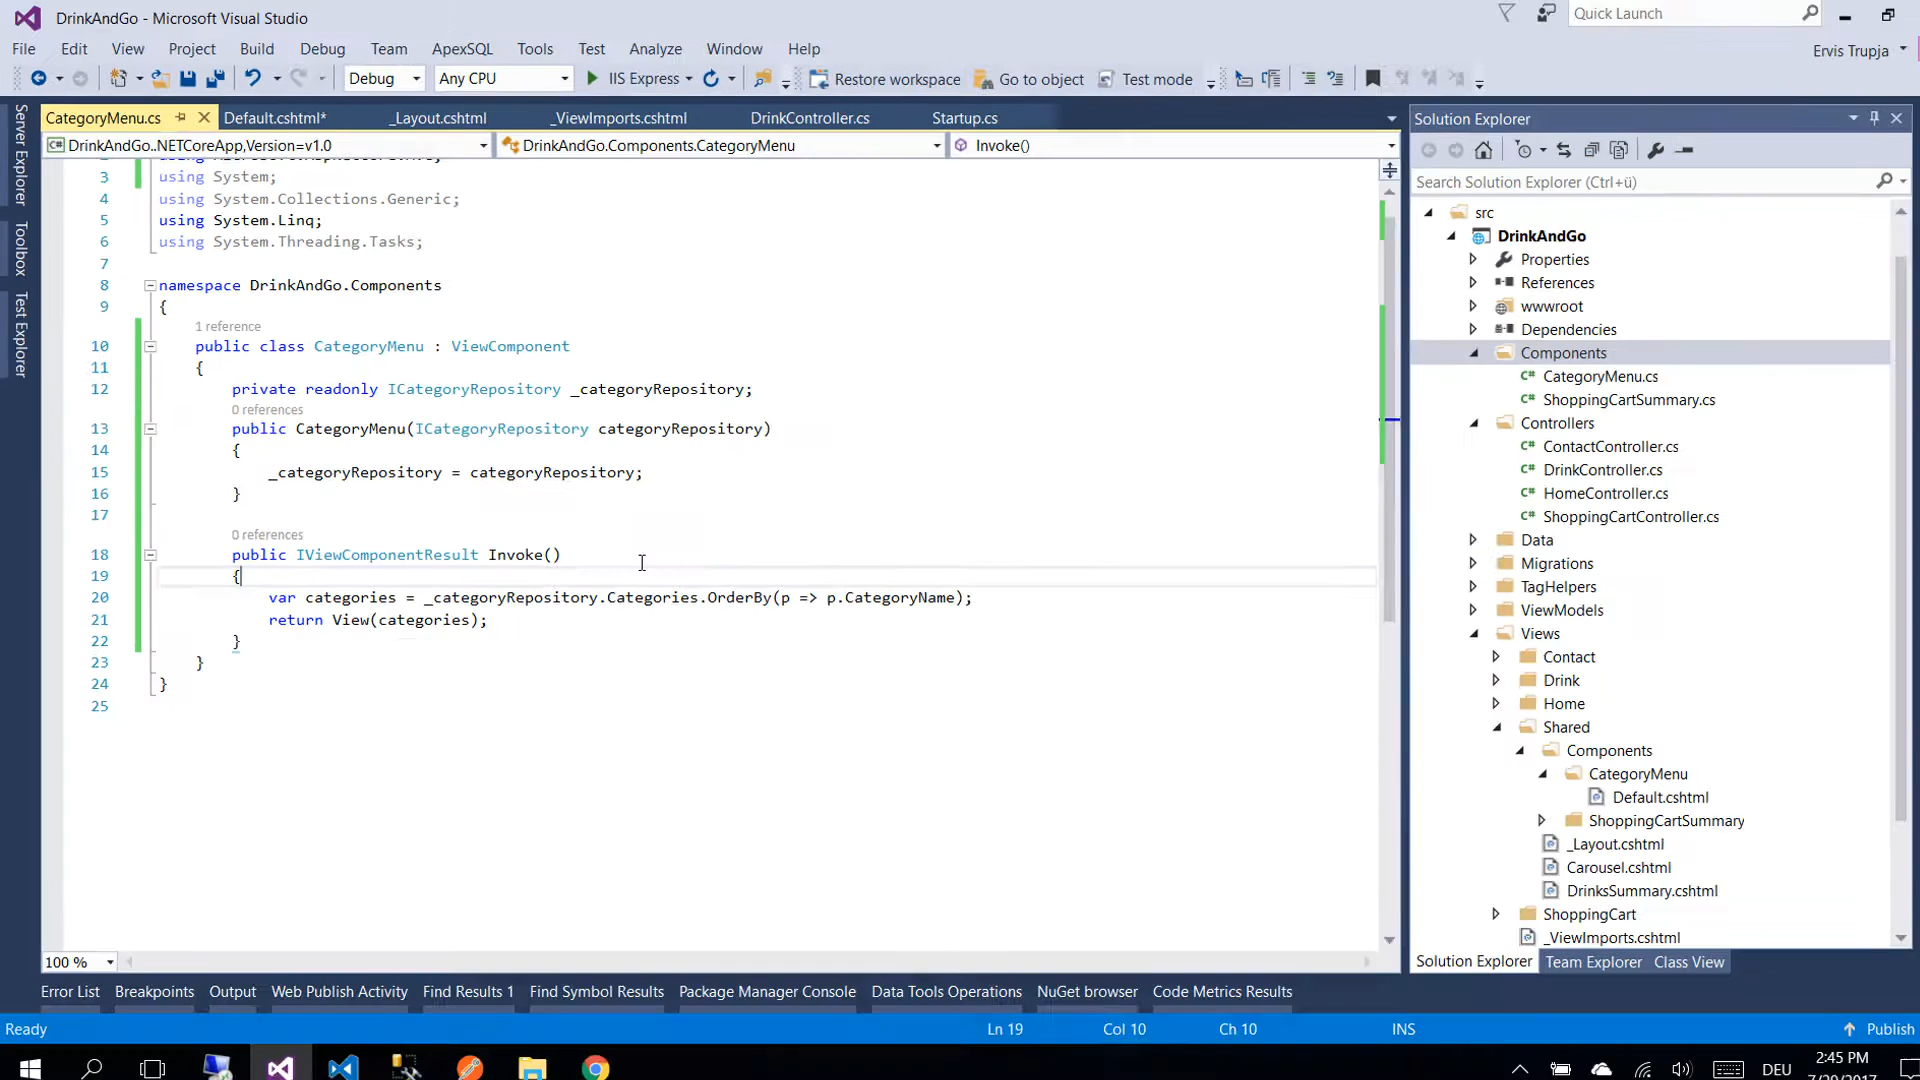 DrinkAndGo - Microsoft Visual Studio
Quick Launch
File Edit View Project Build Debug Team ApexSQL Tools Test Analyze Window Help
Ervis Trupja
Debug Any CPU IIS Express Restore workspace Go to object Test mode
Server Explorer
Toolbox
Test Explorer
CategoryMenu.cs Default.cshtml* _Layout.cshtml _ViewImports.cshtml DrinkController.cs Startup.cs
DrinkAndGo..NETCoreApp,Version=v1.0 DrinkAndGo.Components.CategoryMenu Invoke()
3 using System;
4 using System.Collections.Generic;
5 using System.Linq;
6 using System.Threading.Tasks;
7
8 namespace DrinkAndGo.Components
9 {
1 reference
10 public class CategoryMenu : ViewComponent
11 {
12 private readonly ICategoryRepository _categoryRepository;
0 references
13 public CategoryMenu(ICategoryRepository categoryRepository)
14 {
15 _categoryRepository = categoryRepository;
16 }
17
0 references
18 public IViewComponentResult Invoke()
19 {
20 var categories = _categoryRepository.Categories.OrderBy(p => p.CategoryName);
21 return View(categories);
22 }
23 }
24 }
25
100 %
Solution Explorer
Search Solution Explorer (Ctrl+ü)
src
DrinkAndGo
Properties
References
wwwroot
Dependencies
Components
C# CategoryMenu.cs
C# ShoppingCartSummary.cs
Controllers
C# ContactController.cs
C# DrinkController.cs
C# HomeController.cs
C# ShoppingCartController.cs
Data
Migrations
TagHelpers
ViewModels
Views
Contact
Drink
Home
Shared
Components
CategoryMenu
Default.cshtml
ShoppingCartSummary
_Layout.cshtml
Carousel.cshtml
DrinksSummary.cshtml
ShoppingCart
_ViewImports.cshtml
Solution Explorer Team Explorer Class View
Error List Breakpoints Output Web Publish Activity Find Results 1 Find Symbol Results Package Manager Console Data Tools Operations NuGet browser Code Metrics Results
Ready Ln 19 Col 10 Ch 10 INS Publish
DEU 2:45 PM